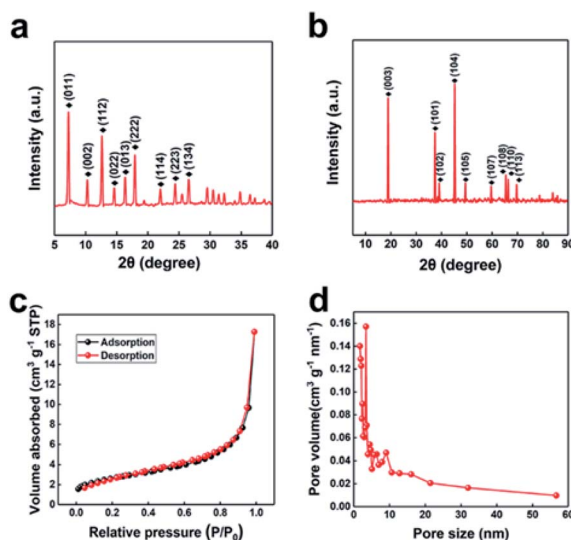 a
Intensity (a.u.)
(011)
(002)
(112)
(022)
(013)
(222)
(114)
(223)
(134)
5 10 15 20 25 30 35 40
2θ (degree)
b
Intensity (a.u.)
(003)
(101)
(102)
(104)
(105)
(107)
(108)
(110)
(113)
10 20 30 40 50 60 70 80 90
2θ (degree)
c
Volume absorbed (cm³ g⁻¹ STP)
18
16
14
12
10
8
6
4
2
0
Adsorption
Desorption
0.0 0.2 0.4 0.6 0.8 1.0
Relative pressure (P/P₀)
d
Pore volume(cm³ g⁻¹ nm⁻¹)
0.16
0.14
0.12
0.10
0.08
0.06
0.04
0.02
0.00
0 10 20 30 40 50 60
Pore size (nm)